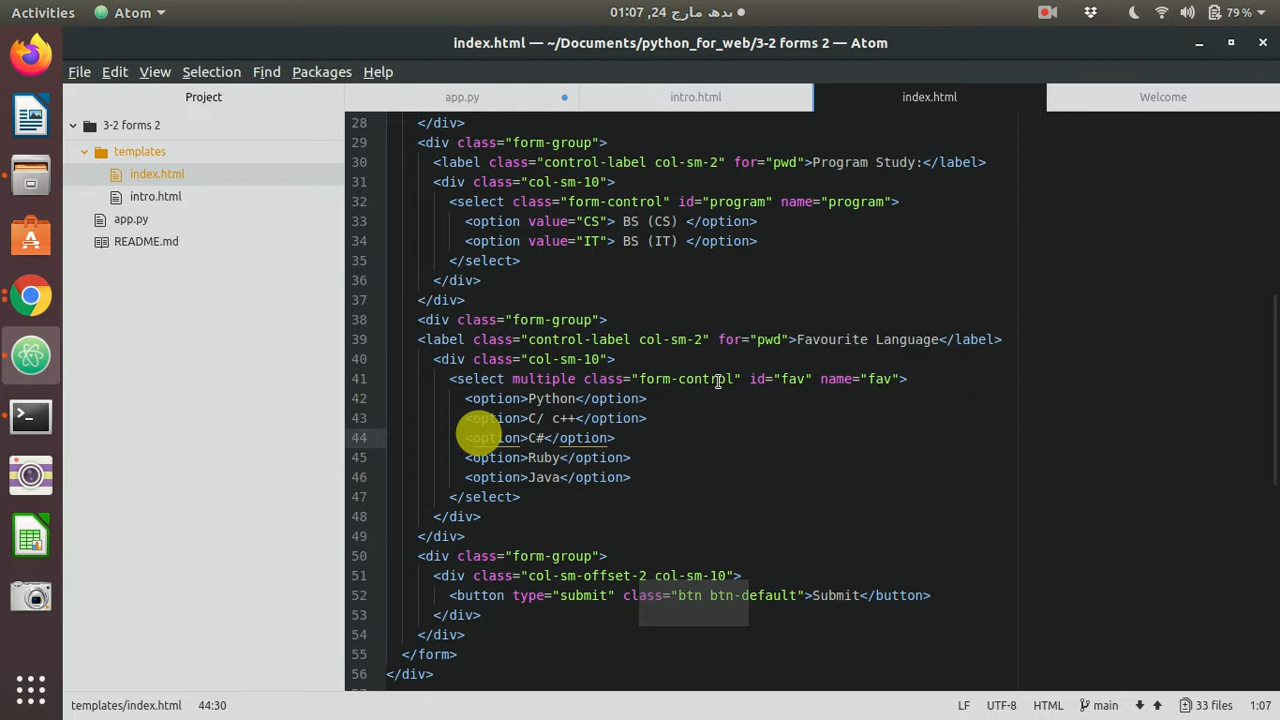 Activities
Atom
بدھ مارچ 24, 01:07
79 %
index.html — ~/Documents/python_for_web/3-2 forms 2 — Atom
File Edit View Selection Find Packages Help
Project
app.py
intro.html
index.html
Welcome
3-2 forms 2
templates
index.html
intro.html
app.py
README.md
28 </div>
29 <div class="form-group">
30 <label class="control-label col-sm-2" for="pwd">Program Study:</label>
31 <div class="col-sm-10">
32 <select class="form-control" id="program" name="program">
33 <option value="CS"> BS (CS) </option>
34 <option value="IT"> BS (IT) </option>
35 </select>
36 </div>
37 </div>
38 <div class="form-group">
39 <label class="control-label col-sm-2" for="pwd">Favourite Language</label>
40 <div class="col-sm-10">
41 <select multiple class="form-control" id="fav" name="fav">
42 <option>Python</option>
43 <option>C/ c++</option>
44 <option>C#</option>
45 <option>Ruby</option>
46 <option>Java</option>
47 </select>
48 </div>
49 </div>
50 <div class="form-group">
51 <div class="col-sm-offset-2 col-sm-10">
52 <button type="submit" class="btn btn-default">Submit</button>
53 </div>
54 </div>
55 </form>
56 </div>
templates/index.html 44:30
LF UTF-8 HTML main 33 files 1:07